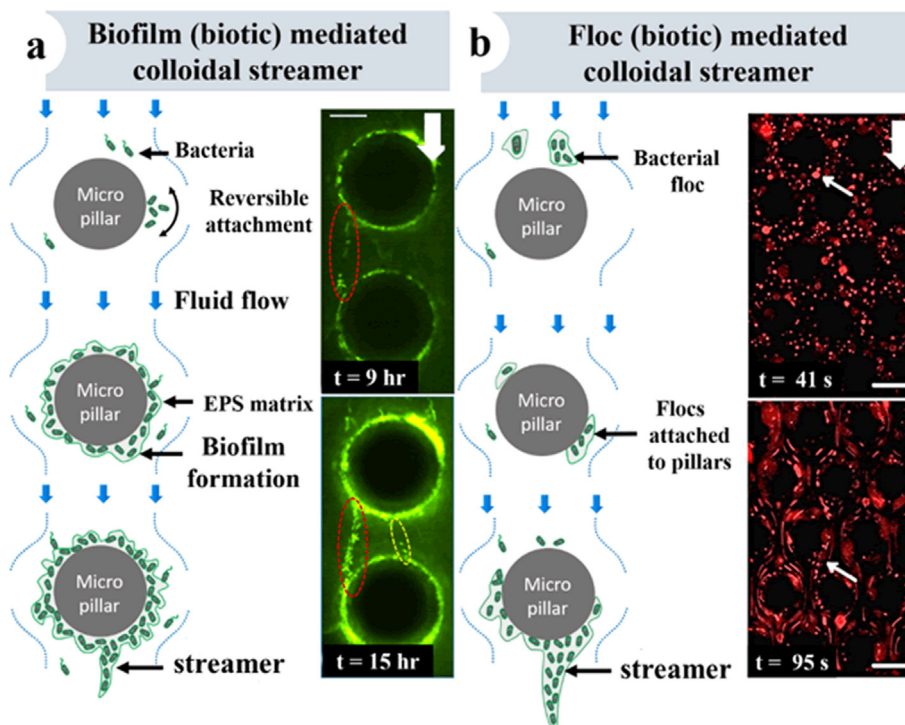 a
Biofilm (biotic) mediated
colloidal streamer
Bacteria
Micro
pillar
Reversible
attachment
Fluid flow
Micro
pillar
EPS matrix
Biofilm
formation
Micro
pillar
streamer
t = 9 hr
t = 15 hr
b
Floc (biotic) mediated
colloidal streamer
Bacterial
floc
Micro
pillar
Micro
pillar
Flocs
attached
to pillars
Micro
pillar
streamer
t = 41 s
t = 95 s